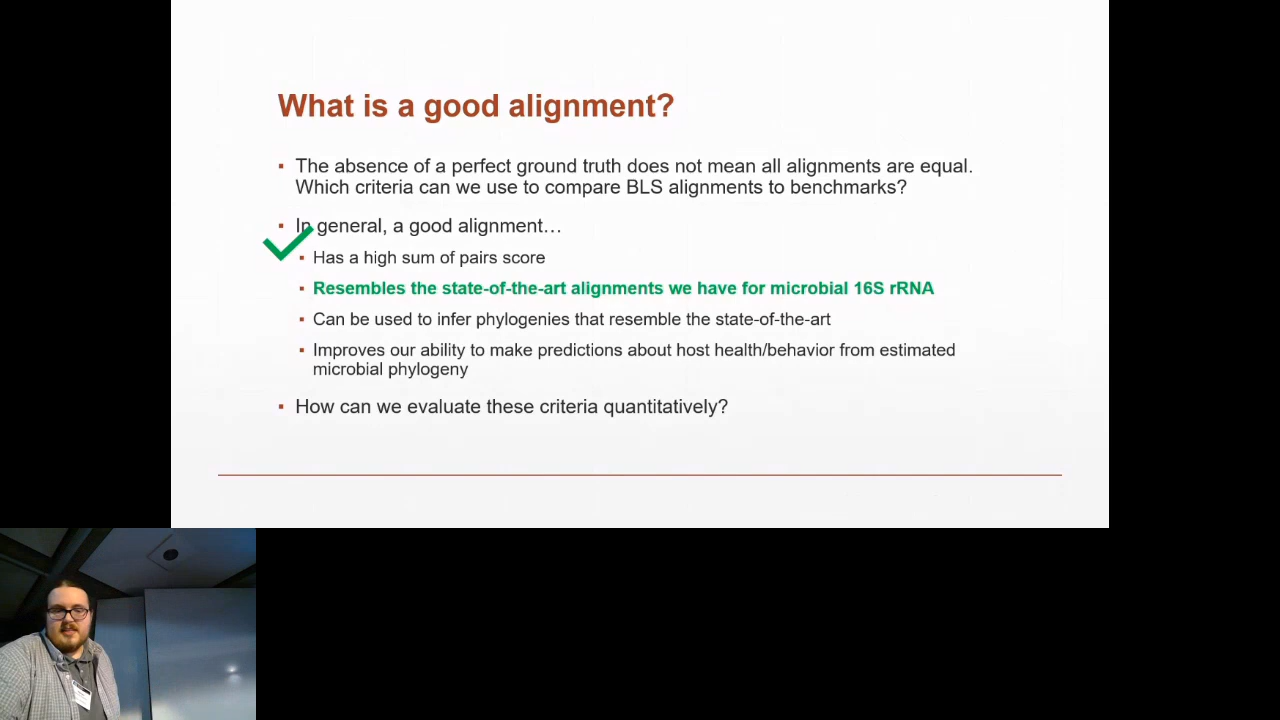 What is a good alignment?
▪ The absence of a perfect ground truth does not mean all alignments are equal.
Which criteria can we use to compare BLS alignments to benchmarks?
▪ In general, a good alignment…
▪ Has a high sum of pairs score
▪ Resembles the state-of-the-art alignments we have for microbial 16S rRNA
▪ Can be used to infer phylogenies that resemble the state-of-the-art
▪ Improves our ability to make predictions about host health/behavior from estimated
microbial phylogeny
▪ How can we evaluate these criteria quantitatively?